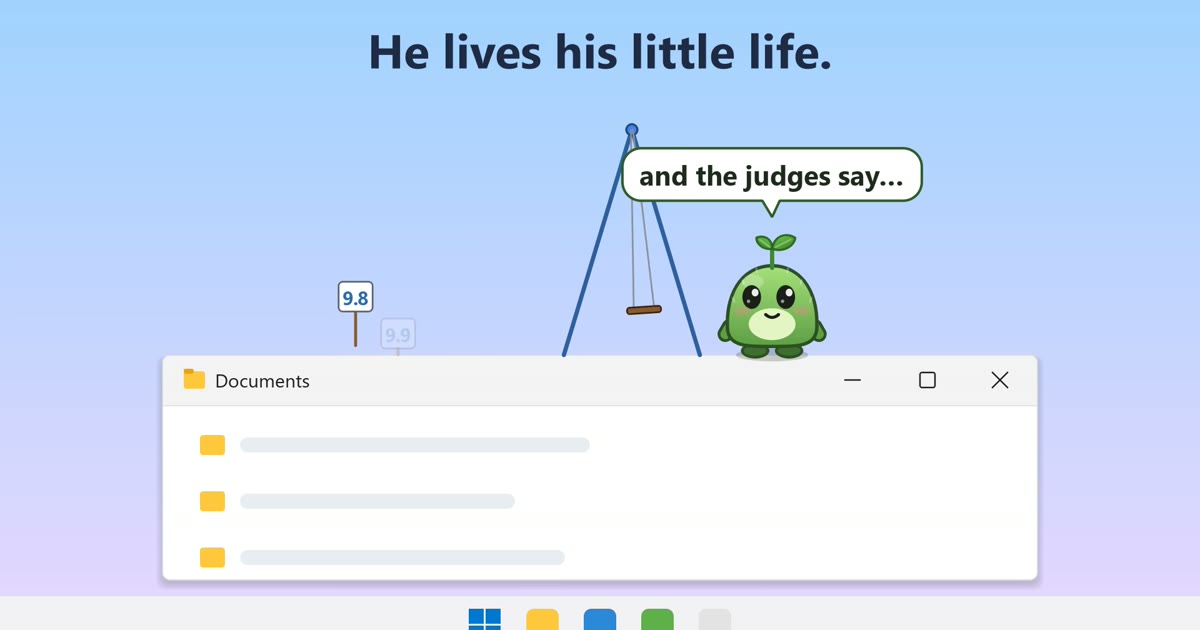 He lives his little life.
and the judges say...
9.8
9.9
Documents